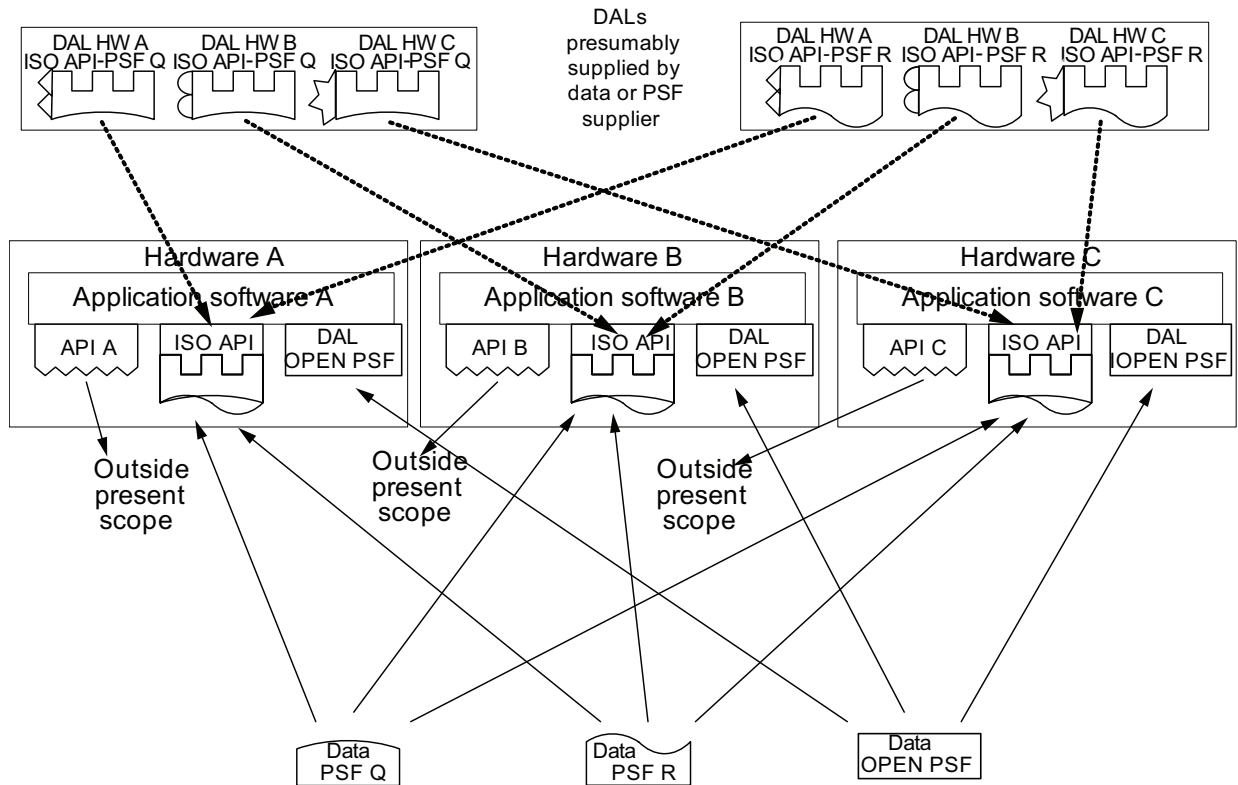 DAL HW A
ISO API-PSF Q
DAL HW B
ISO API-PSF Q
DAL HW C
ISO API-PSF Q
DALs
presumably
supplied by
data or PSF
supplier
DAL HW A
ISO API-PSF R
DAL HW B
ISO API-PSF R
DAL HW C
ISO API-PSF R
Hardware A
Application software A
API A
ISO API
DAL
OPEN PSF
Hardware B
Application software B
API B
ISO API
DAL
OPEN PSF
Hardware C
Application software C
API C
ISO API
DAL
IOPEN PSF
Outside
present
scope
Outside
present
scope
Outside
present
scope
Data
PSF Q
Data
PSF R
Data
OPEN PSF